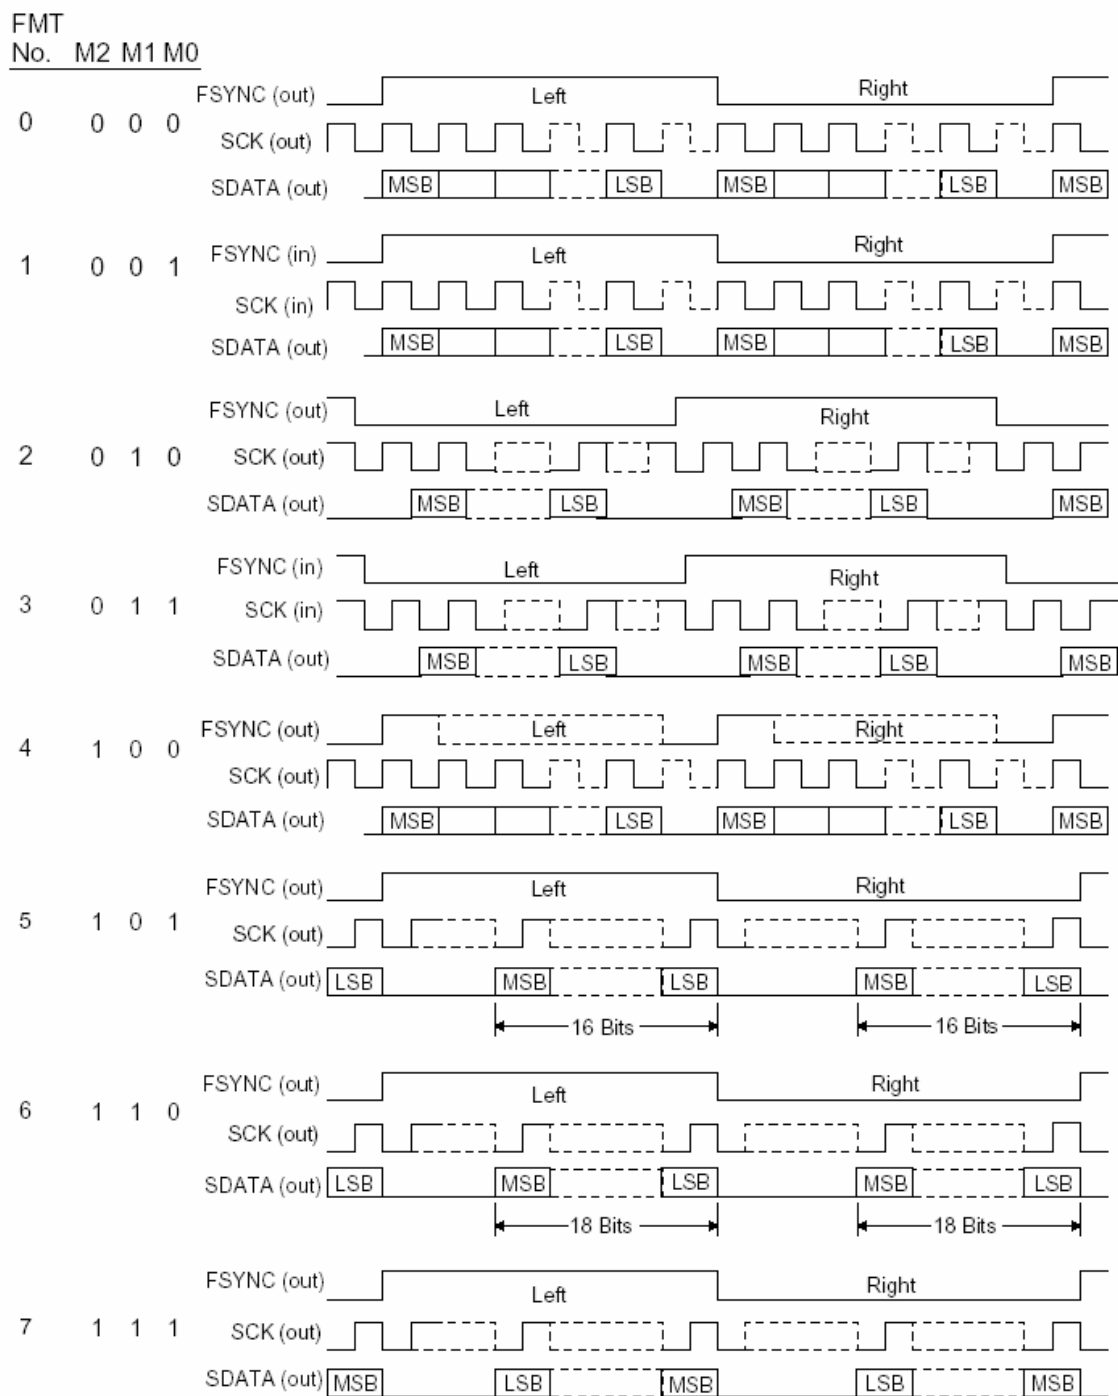 FMT
No. M2 M1 M0
FSYNC (out) Left Right
0 0 0 0
SCK (out)
SDATA (out) MSB LSB MSB LSB MSB
FSYNC (in) Left Right
1 0 0 1
SCK (in)
SDATA (out) MSB LSB MSB LSB MSB
FSYNC (out) Left Right
2 0 1 0 SCK (out)
SDATA (out) MSB LSB MSB LSB MSB
FSYNC (in) Left Right
3 0 1 1 SCK (in)
SDATA (out) MSB LSB MSB LSB MSB
FSYNC (out) Left Right
4 1 0 0
SCK (out)
SDATA (out) MSB LSB MSB LSB MSB
FSYNC (out) Left Right
5 1 0 1 SCK (out)
SDATA (out) LSB MSB LSB MSB LSB
16 Bits 16 Bits
FSYNC (out) Left Right
6 1 1 0
SCK (out)
SDATA (out) LSB MSB LSB MSB LSB
18 Bits 18 Bits
FSYNC (out) Left Right
7 1 1 1 SCK (out)
SDATA (out) MSB LSB MSB LSB MSB